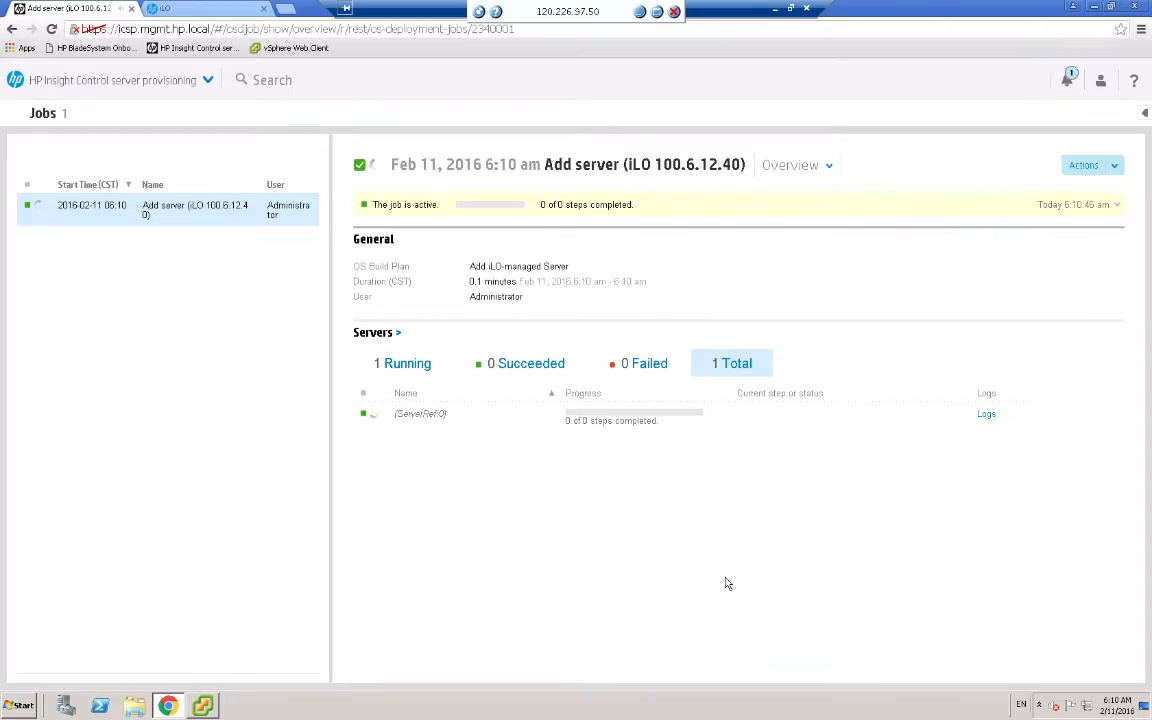 Add server (iLO 100.6.12
iLO
120.226.97.50
https://icsp.mgmt.hp.local/#/osdjob/show/overview/r/rest/os-deployment-jobs/2340001
Apps
HP BladeSystem Onbo...
HP Insight Control ser...
vSphere Web Client
hp
HP Insight Control server provisioning
Search
1
?
Jobs 1
Start Time (CST)
Name
User
2016-02-11 06:10
Add server (iLO 100.6.12.4
0)
Administra
tor
Feb 11, 2016 6:10 am Add server (iLO 100.6.12.40)
Overview
Actions
The job is active.
0 of 0 steps completed.
Today 6:10:46 am
General
OS Build Plan Add iLO-managed Server
Duration (CST) 0.1 minutes Feb 11, 2016 6:10 am - 6:10 am
User Administrator
Servers >
1 Running
0 Succeeded
0 Failed
1 Total
Name
Progress
Current step or status
Logs
(ServerRef:0)
0 of 0 steps completed.
Logs
Start
EN
6:10 AM
2/11/2016